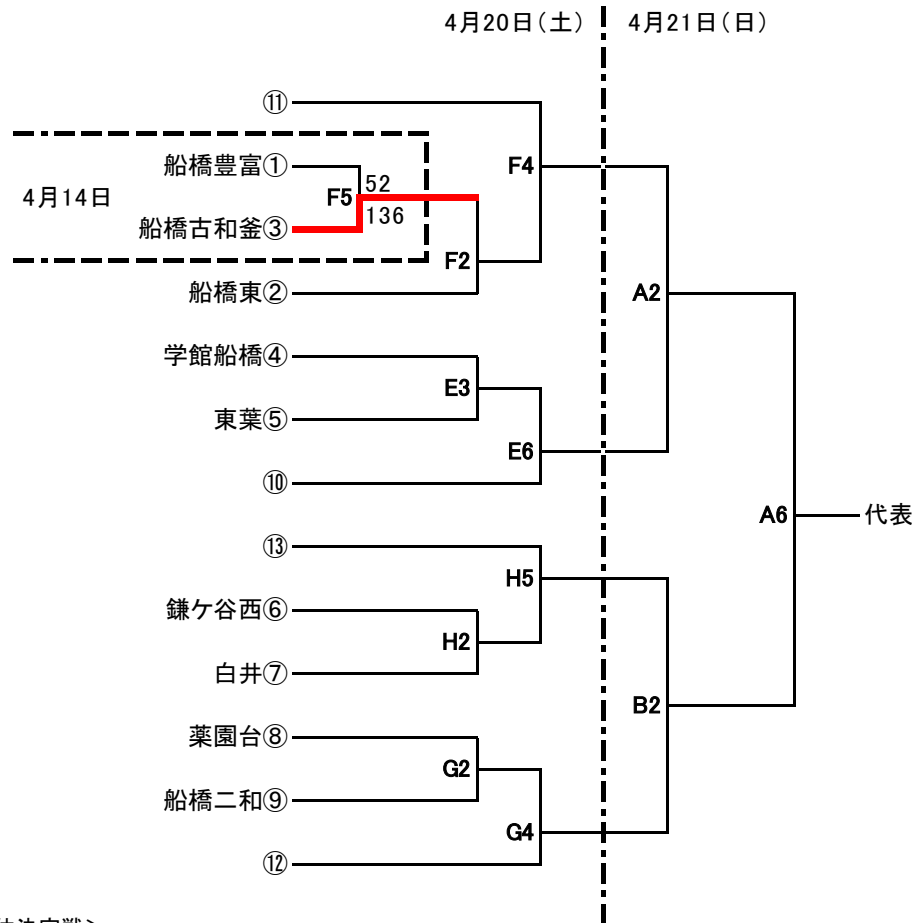 4月20日(土) 4月21日(日)
⑪
船橋豊富①
F4
52
4月14日
F5
136
船橋古和釜③
F2
船橋東②
A2
学館船橋④
E3
東葉⑤
E6
⑩
A6
代表
⑬
H5
鎌ケ谷西⑥
H2
白井⑦
B2
薬園台⑧
G2
船橋二和⑨
G4
⑫
決定戦>